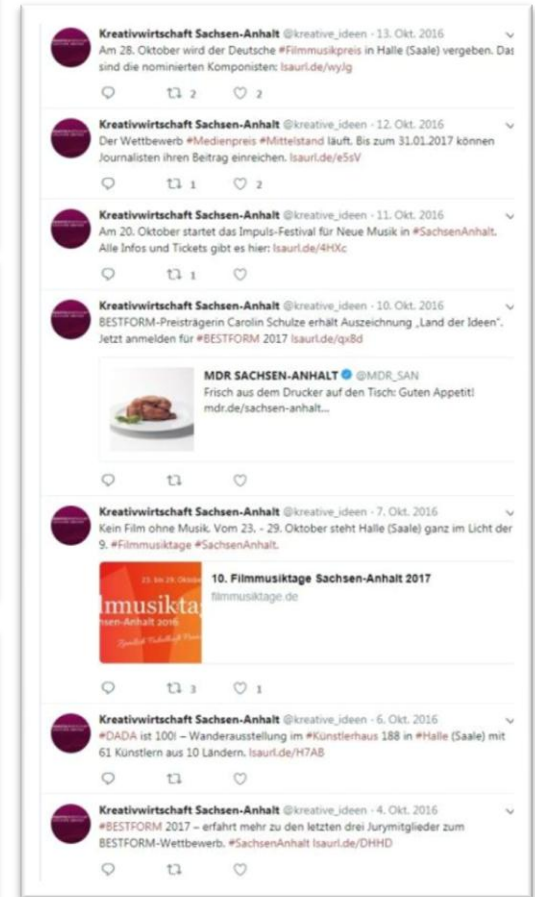 Kreativwirtschaft Sachsen-Anhalt @kreative_ideen · 13. Okt. 2016
Am 28. Oktober wird der Deutsche #Filmmusikpreis in Halle (Saale) vergeben. Das
sind die nominierten Komponisten: lsaurl.de/wyJg
2 2
Kreativwirtschaft Sachsen-Anhalt @kreative_ideen · 12. Okt. 2016
Der Wettbewerb #Medienpreis #Mittelstand läuft. Bis zum 31.01.2017 können
Journalisten ihren Beitrag einreichen. lsaurl.de/e5sV
1 2
Kreativwirtschaft Sachsen-Anhalt @kreative_ideen · 11. Okt. 2016
Am 20. Oktober startet das Impuls-Festival für Neue Musik in #SachsenAnhalt.
Alle Infos und Tickets gibt es hier: lsaurl.de/4HXc
1
Kreativwirtschaft Sachsen-Anhalt @kreative_ideen · 10. Okt. 2016
BESTFORM-Preisträgerin Carolin Schulze erhält Auszeichnung „Land der Ideen".
Jetzt anmelden für #BESTFORM 2017 lsaurl.de/qxBd
MDR SACHSEN-ANHALT @MDR_SAN
Frisch aus dem Drucker auf den Tisch: Guten Appetit!
mdr.de/sachsen-anhalt...
Kreativwirtschaft Sachsen-Anhalt @kreative_ideen · 7. Okt. 2016
Kein Film ohne Musik. Vom 23. - 29. Oktober steht Halle (Saale) ganz im Licht der
9. #Filmmusiktage #SachsenAnhalt.
23. bis 29. Oktober
lmmusikta
hsen-Anhalt 2016
10. Filmmusiktage Sachsen-Anhalt 2017
filmmusiktage.de
3 1
Kreativwirtschaft Sachsen-Anhalt @kreative_ideen · 6. Okt. 2016
#DADA ist 100! – Wanderausstellung im #Künstlerhaus 188 in #Halle (Saale) mit
61 Künstlern aus 10 Ländern. lsaurl.de/H7AB
Kreativwirtschaft Sachsen-Anhalt @kreative_ideen · 4. Okt. 2016
#BESTFORM 2017 – erfahrt mehr zu den letzten drei Jurymitglieder zum
BESTFORM-Wettbewerb. #SachsenAnhalt lsaurl.de/DHHD